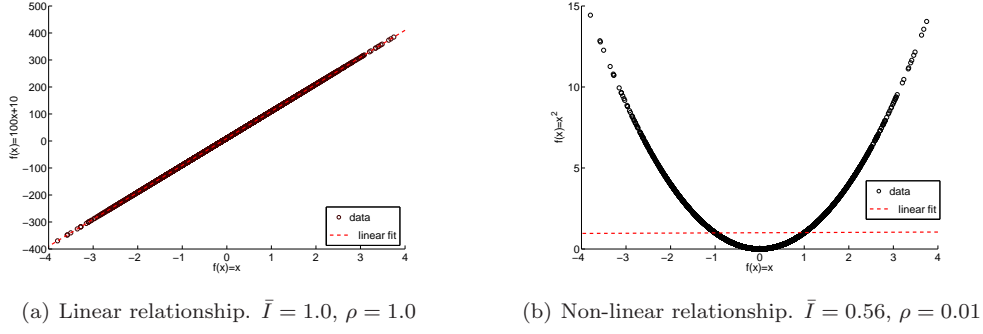 500
400
300
200
100
0
−100
−200
−300
−400
f(x)=100x+10
−4 −3 −2 −1 0 1 2 3 4
f(x)=x
data
linear fit
(a) Linear relationship. Ī = 1.0, ρ = 1.0
15
10
5
0
f(x)=x²
−4 −3 −2 −1 0 1 2 3 4
f(x)=x
data
linear fit
(b) Non-linear relationship. Ī = 0.56, ρ = 0.01